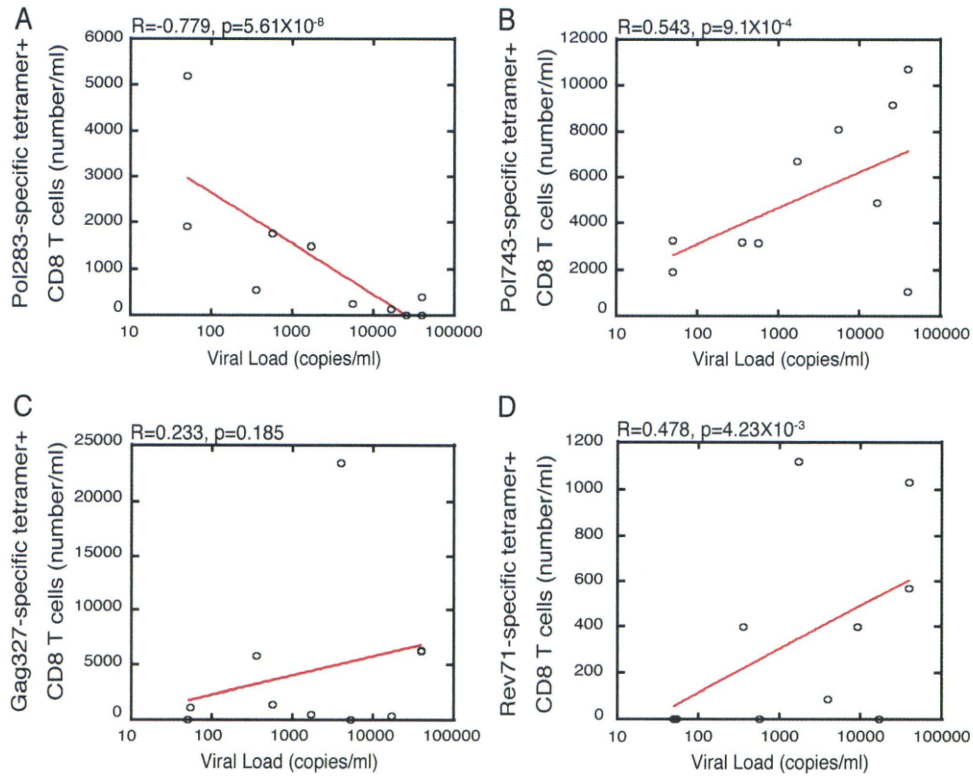 A
R=-0.779, p=5.61X10-8
Pol283-specific tetramer+
CD8 T cells (number/ml)
6000
5000
4000
3000
2000
1000
0
10 100 1000 10000 100000
Viral Load (copies/ml)
B
R=0.543, p=9.1X10-4
Pol743-specific tetramer+
CD8 T cells (number/ml)
12000
10000
8000
6000
4000
2000
0
10 100 1000 10000 100000
Viral Load (copies/ml)
C
R=0.233, p=0.185
Gag327-specific tetramer+
CD8 T cells (number/ml)
25000
20000
15000
10000
5000
0
10 100 1000 10000 100000
Viral Load (copies/ml)
D
R=0.478, p=4.23X10-3
Rev71-specific tetramer+
CD8 T cells (number/ml)
1200
1000
800
600
400
200
0
10 100 1000 10000 100000
Viral Load (copies/ml)